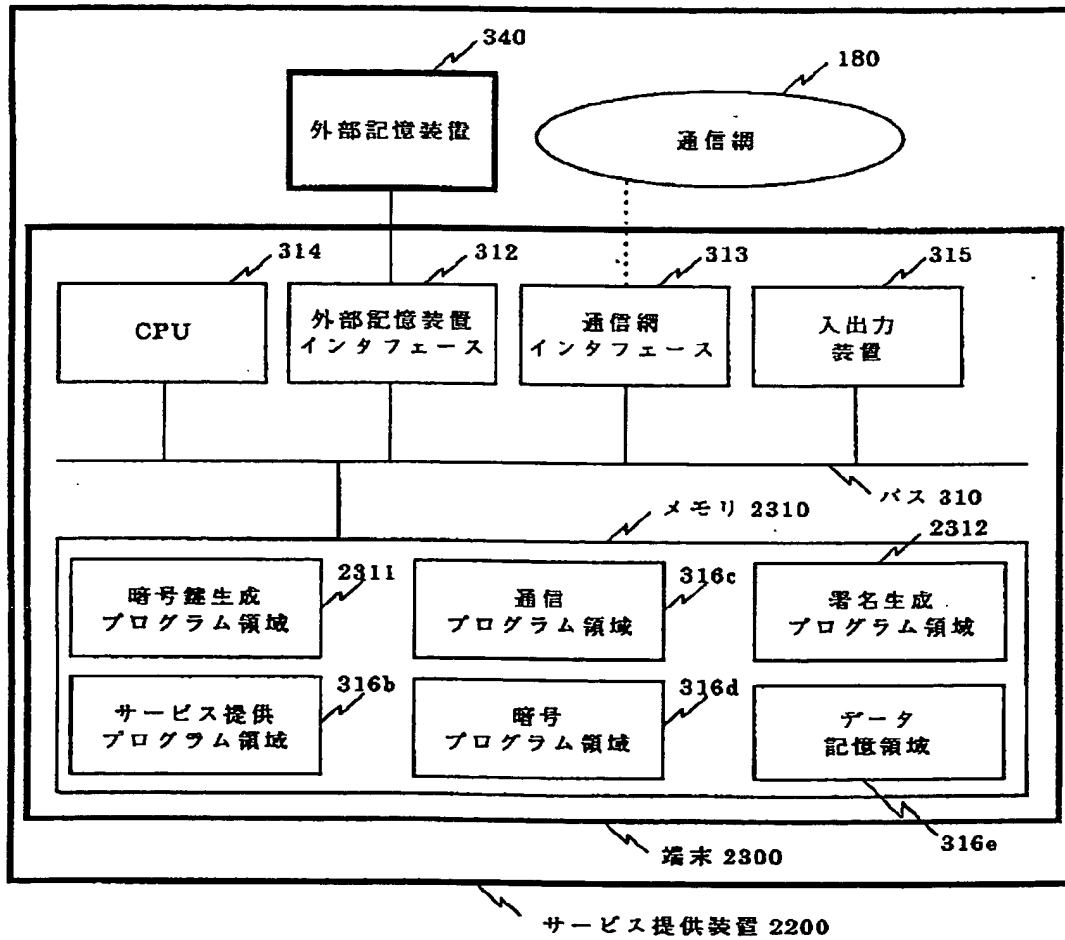 340
180
外部記憶装置
通信網
314
312
313
315
CPU
外部記憶装置
インタフェース
通信網
インタフェース
入出力
装置
バス 310
メモリ 2310
2312
2311
316c
暗号鍵生成
プログラム領域
通信
プログラム領域
署名生成
プログラム領域
316b
316d
サービス提供
プログラム領域
暗号
プログラム領域
データ
記憶領域
316e
端末 2300
サービス提供装置 2200